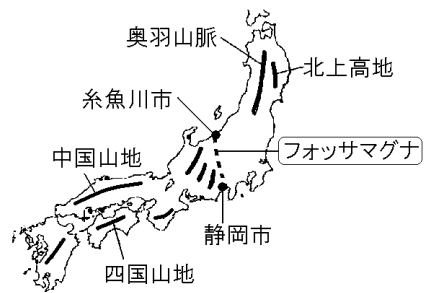 奥羽山脈
北上高地
糸魚川市
フォッサマグナ
中国山地
静岡市
四国山地